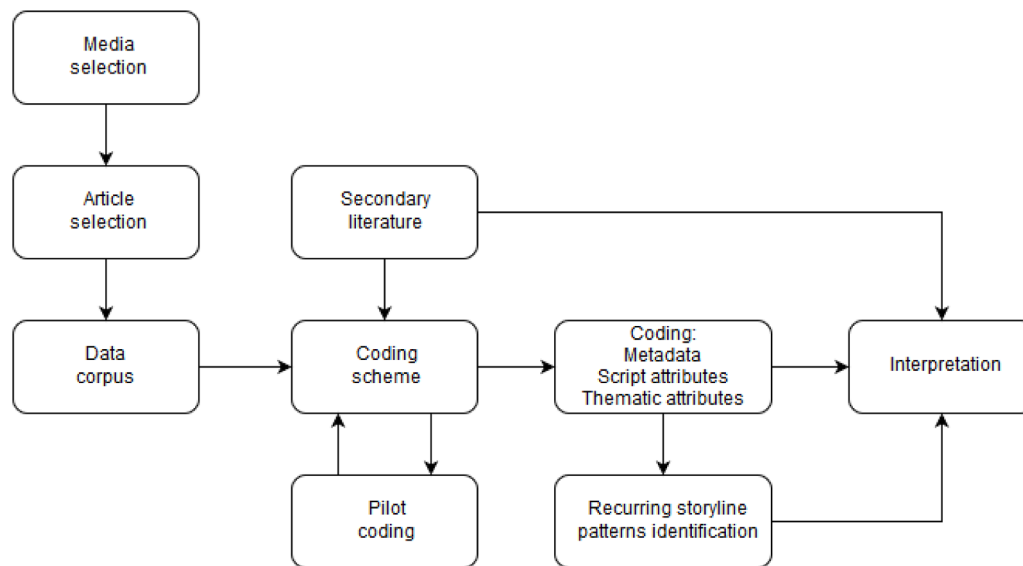 Media
selection
Article
selection
Secondary
literature
Data
corpus
Coding
scheme
Coding:
Metadata
Script attributes
Thematic attributes
Interpretation
Pilot
coding
Recurring storyline
patterns identification